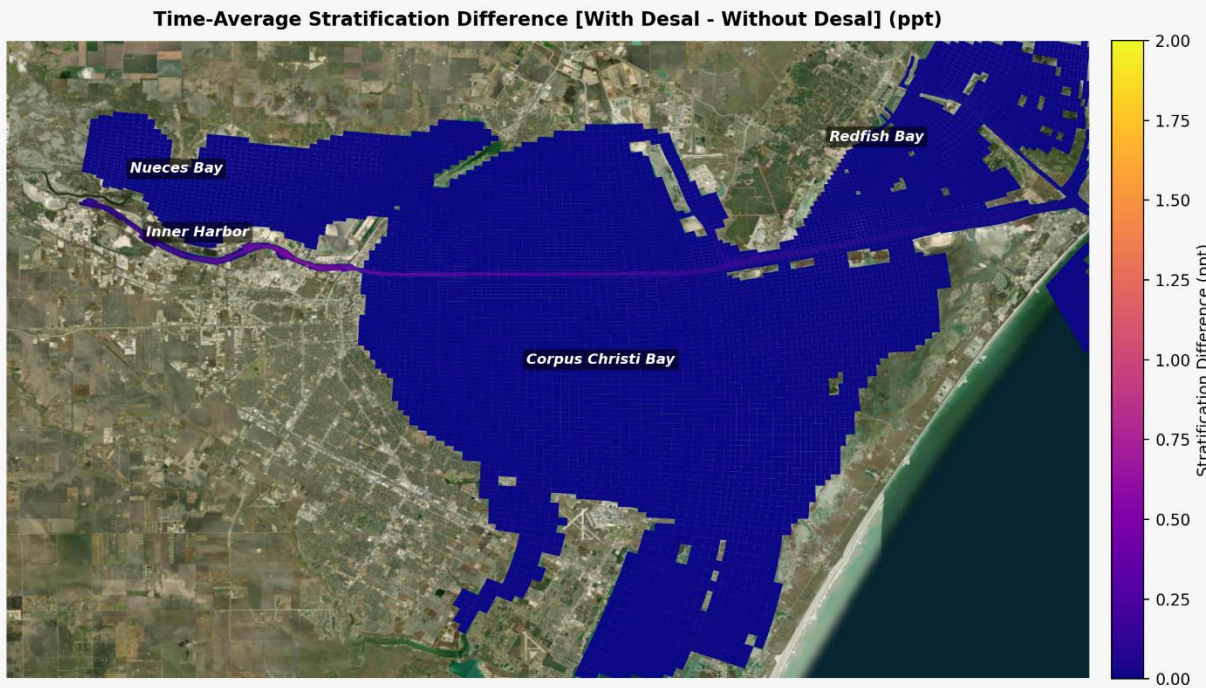 Time-Average Stratification Difference [With Desal - Without Desal] (ppt)
Redfish Bay
Nueces Bay
Inner Harbor
Corpus Christi Bay
2.00
1.75
1.50
1.25
1.00
0.75
0.50
0.25
0.00
Stratification Difference (ppt)